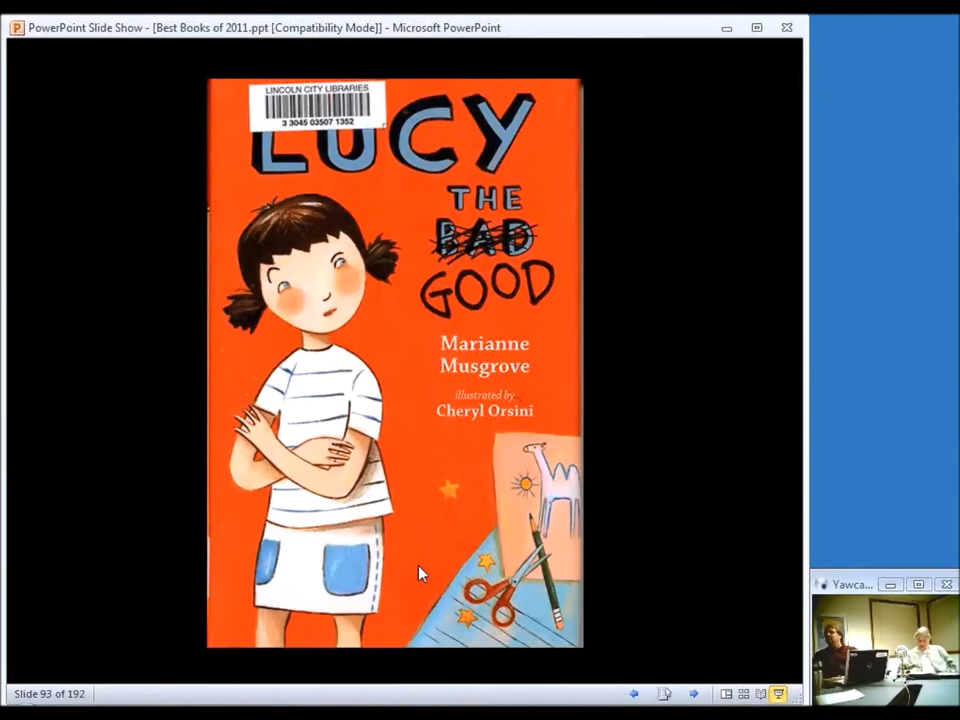 PowerPoint Slide Show - [Best Books of 2011.ppt [Compatibility Mode]] - Microsoft PowerPoint
LINCOLN CITY LIBRARIES
3 3045 03507 1352
LUCY
THE
BAD
GOOD
Marianne
Musgrove
illustrated by
Cheryl Orsini
Yawca...
Slide 93 of 192